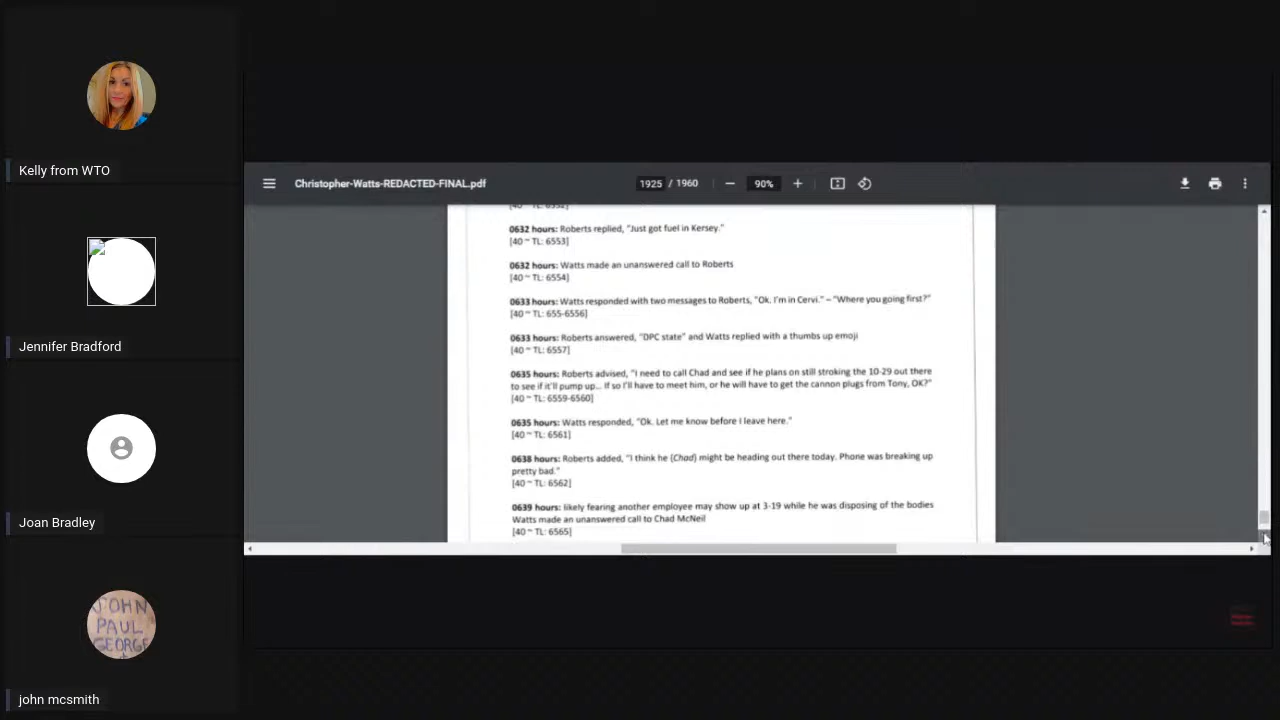 Kelly from WTO
Jennifer Bradford
Joan Bradley
JOHN
PAUL
GEORGE
john mcsmith
Christopher-Watts-REDACTED-FINAL.pdf
1925 / 1960
90%
[40 ~ TL: 6552]
0632 hours: Roberts replied, "Just got fuel in Kersey."
[40 ~ TL: 6553]
0632 hours: Watts made an unanswered call to Roberts
[40 ~ TL: 6554]
0633 hours: Watts responded with two messages to Roberts, "Ok. I'm in Cervi." – "Where you going first?"
[40 ~ TL: 655-6556]
0633 hours: Roberts answered, "DPC state" and Watts replied with a thumbs up emoji
[40 ~ TL: 6557]
0635 hours: Roberts advised, "I need to call Chad and see if he plans on still stroking the 10-29 out there
to see if it'll pump up... If so I'll have to meet him, or he will have to get the cannon plugs from Tony, OK?"
[40 ~ TL: 6559-6560]
0635 hours: Watts responded, "Ok. Let me know before I leave here."
[40 ~ TL: 6561]
0638 hours: Roberts added, "I think he (Chad) might be heading out there today. Phone was breaking up
pretty bad."
[40 ~ TL: 6562]
0639 hours: likely fearing another employee may show up at 3-19 while he was disposing of the bodies
Watts made an unanswered call to Chad McNeil
[40 ~ TL: 6565]